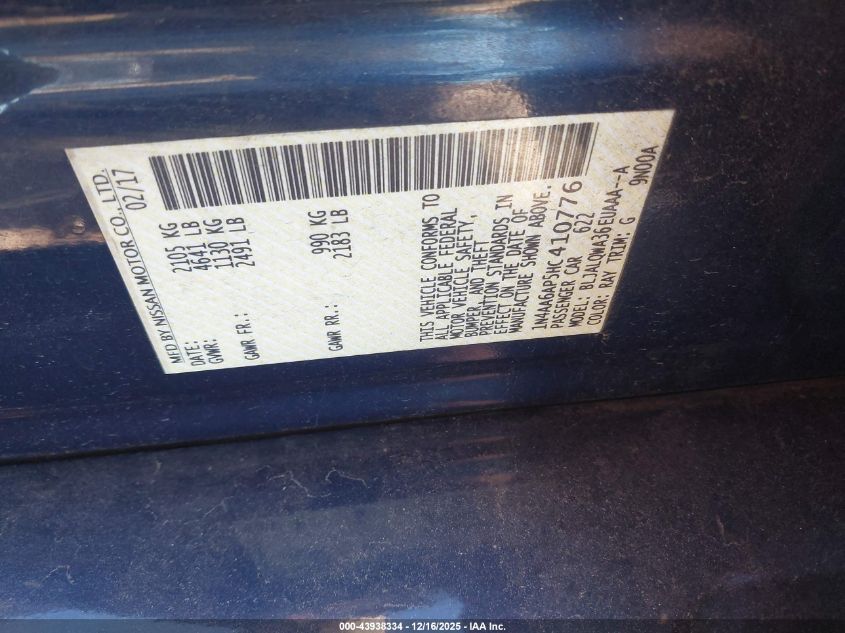 MFD BY NISSAN MOTOR CO., LTD.
DATE: 02/17
GWR: 2105 KG
4641 LB
GAWR FR.: 1130 KG
2491 LB
GAWR RR.: 990 KG
2183 LB
THIS VEHICLE CONFORMS TO
ALL APPLICABLE FEDERAL
MOTOR VEHICLE SAFETY,
BUMPER, AND THEFT
PREVENTION STANDARDS IN
EFFECT ON THE DATE OF
MANUFACTURE SHOWN ABOVE.
1N4AA6AP5HC410776
PASSENGER CAR 622
MODEL: BLJALQWA36EUAAA--A
COLOR: RAY TRIM: G 9N00A
000-43938334 - 12/16/2025 - IAA Inc.